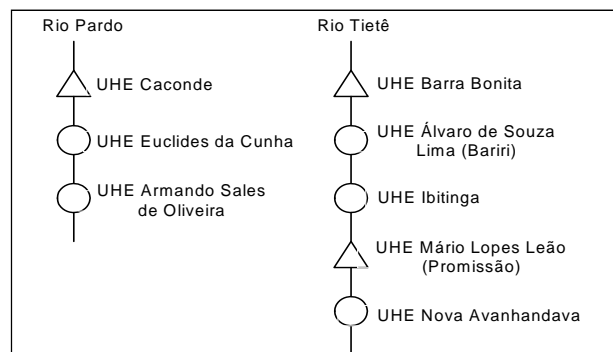 Rio Pardo
UHE Caconde
UHE Euclides da Cunha
UHE Armando Sales
de Oliveira
Rio Tietê
UHE Barra Bonita
UHE Álvaro de Souza
Lima (Bariri)
UHE Ibitinga
UHE Mário Lopes Leão
(Promissão)
UHE Nova Avanhandava